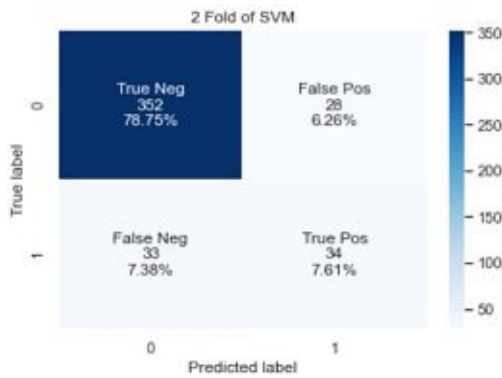 2 Fold of SVM
True Neg
352
78.75%
False Pos
28
6.26%
False Neg
33
7.38%
True Pos
34
7.61%
0
1
True label
0
1
Predicted label
350
300
250
200
150
100
50